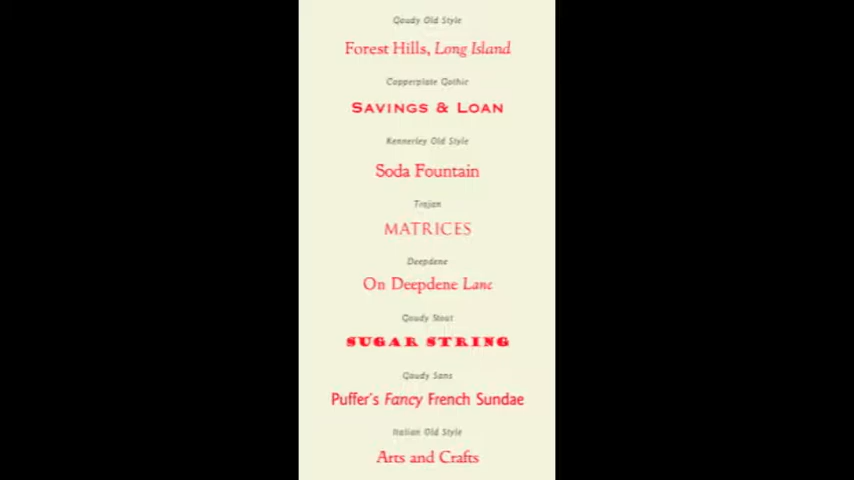 Goudy Old Style
Forest Hills, Long Island
Copperplate Gothic
SAVINGS & LOAN
Kennerley Old Style
Soda Fountain
Trajan
MATRICES
Deepdene
On Deepdene Lane
Goudy Stout
SUGAR STRING
Goudy Sans
Puffer's Fancy French Sundae
Italian Old Style
Arts and Crafts